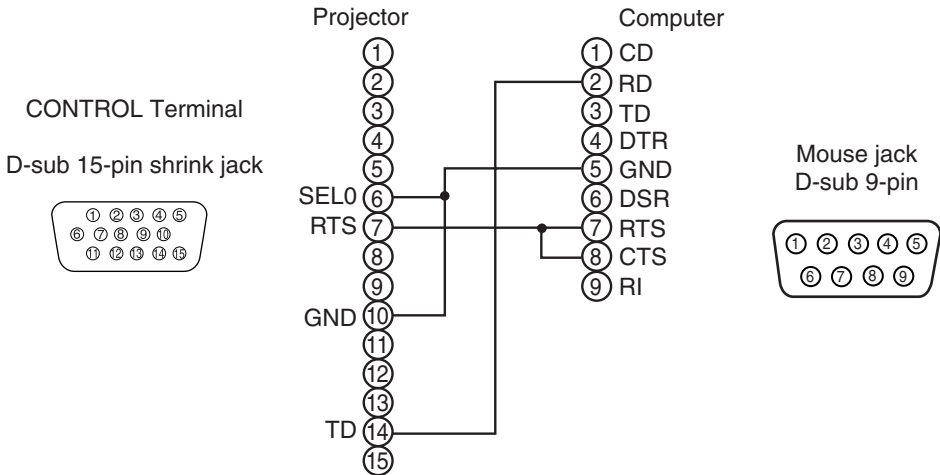 Projector
Computer
CONTROL Terminal
D-sub 15-pin shrink jack
① ② ③ ④ ⑤
⑥ ⑦ ⑧ ⑨ ⑩
⑪ ⑫ ⑬ ⑭ ⑮
①
②
③
④
⑤
SEL0 ⑥
RTS ⑦
⑧
⑨
GND ⑩
⑪
⑫
⑬
TD ⑭
⑮
① CD
② RD
③ TD
④ DTR
⑤ GND
⑥ DSR
⑦ RTS
⑧ CTS
⑨ RI
Mouse jack
D-sub 9-pin
① ② ③ ④ ⑤
⑥ ⑦ ⑧ ⑨